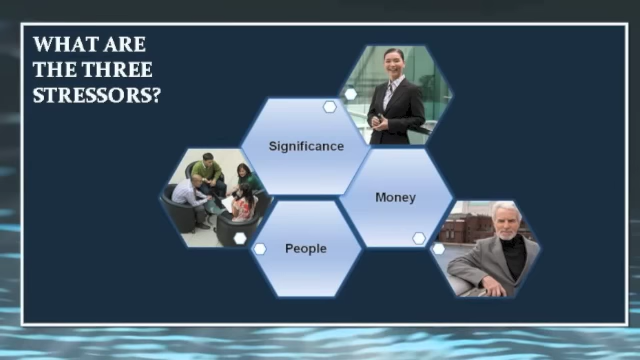 WHAT ARE
THE THREE
STRESSORS?
Significance
Money
People